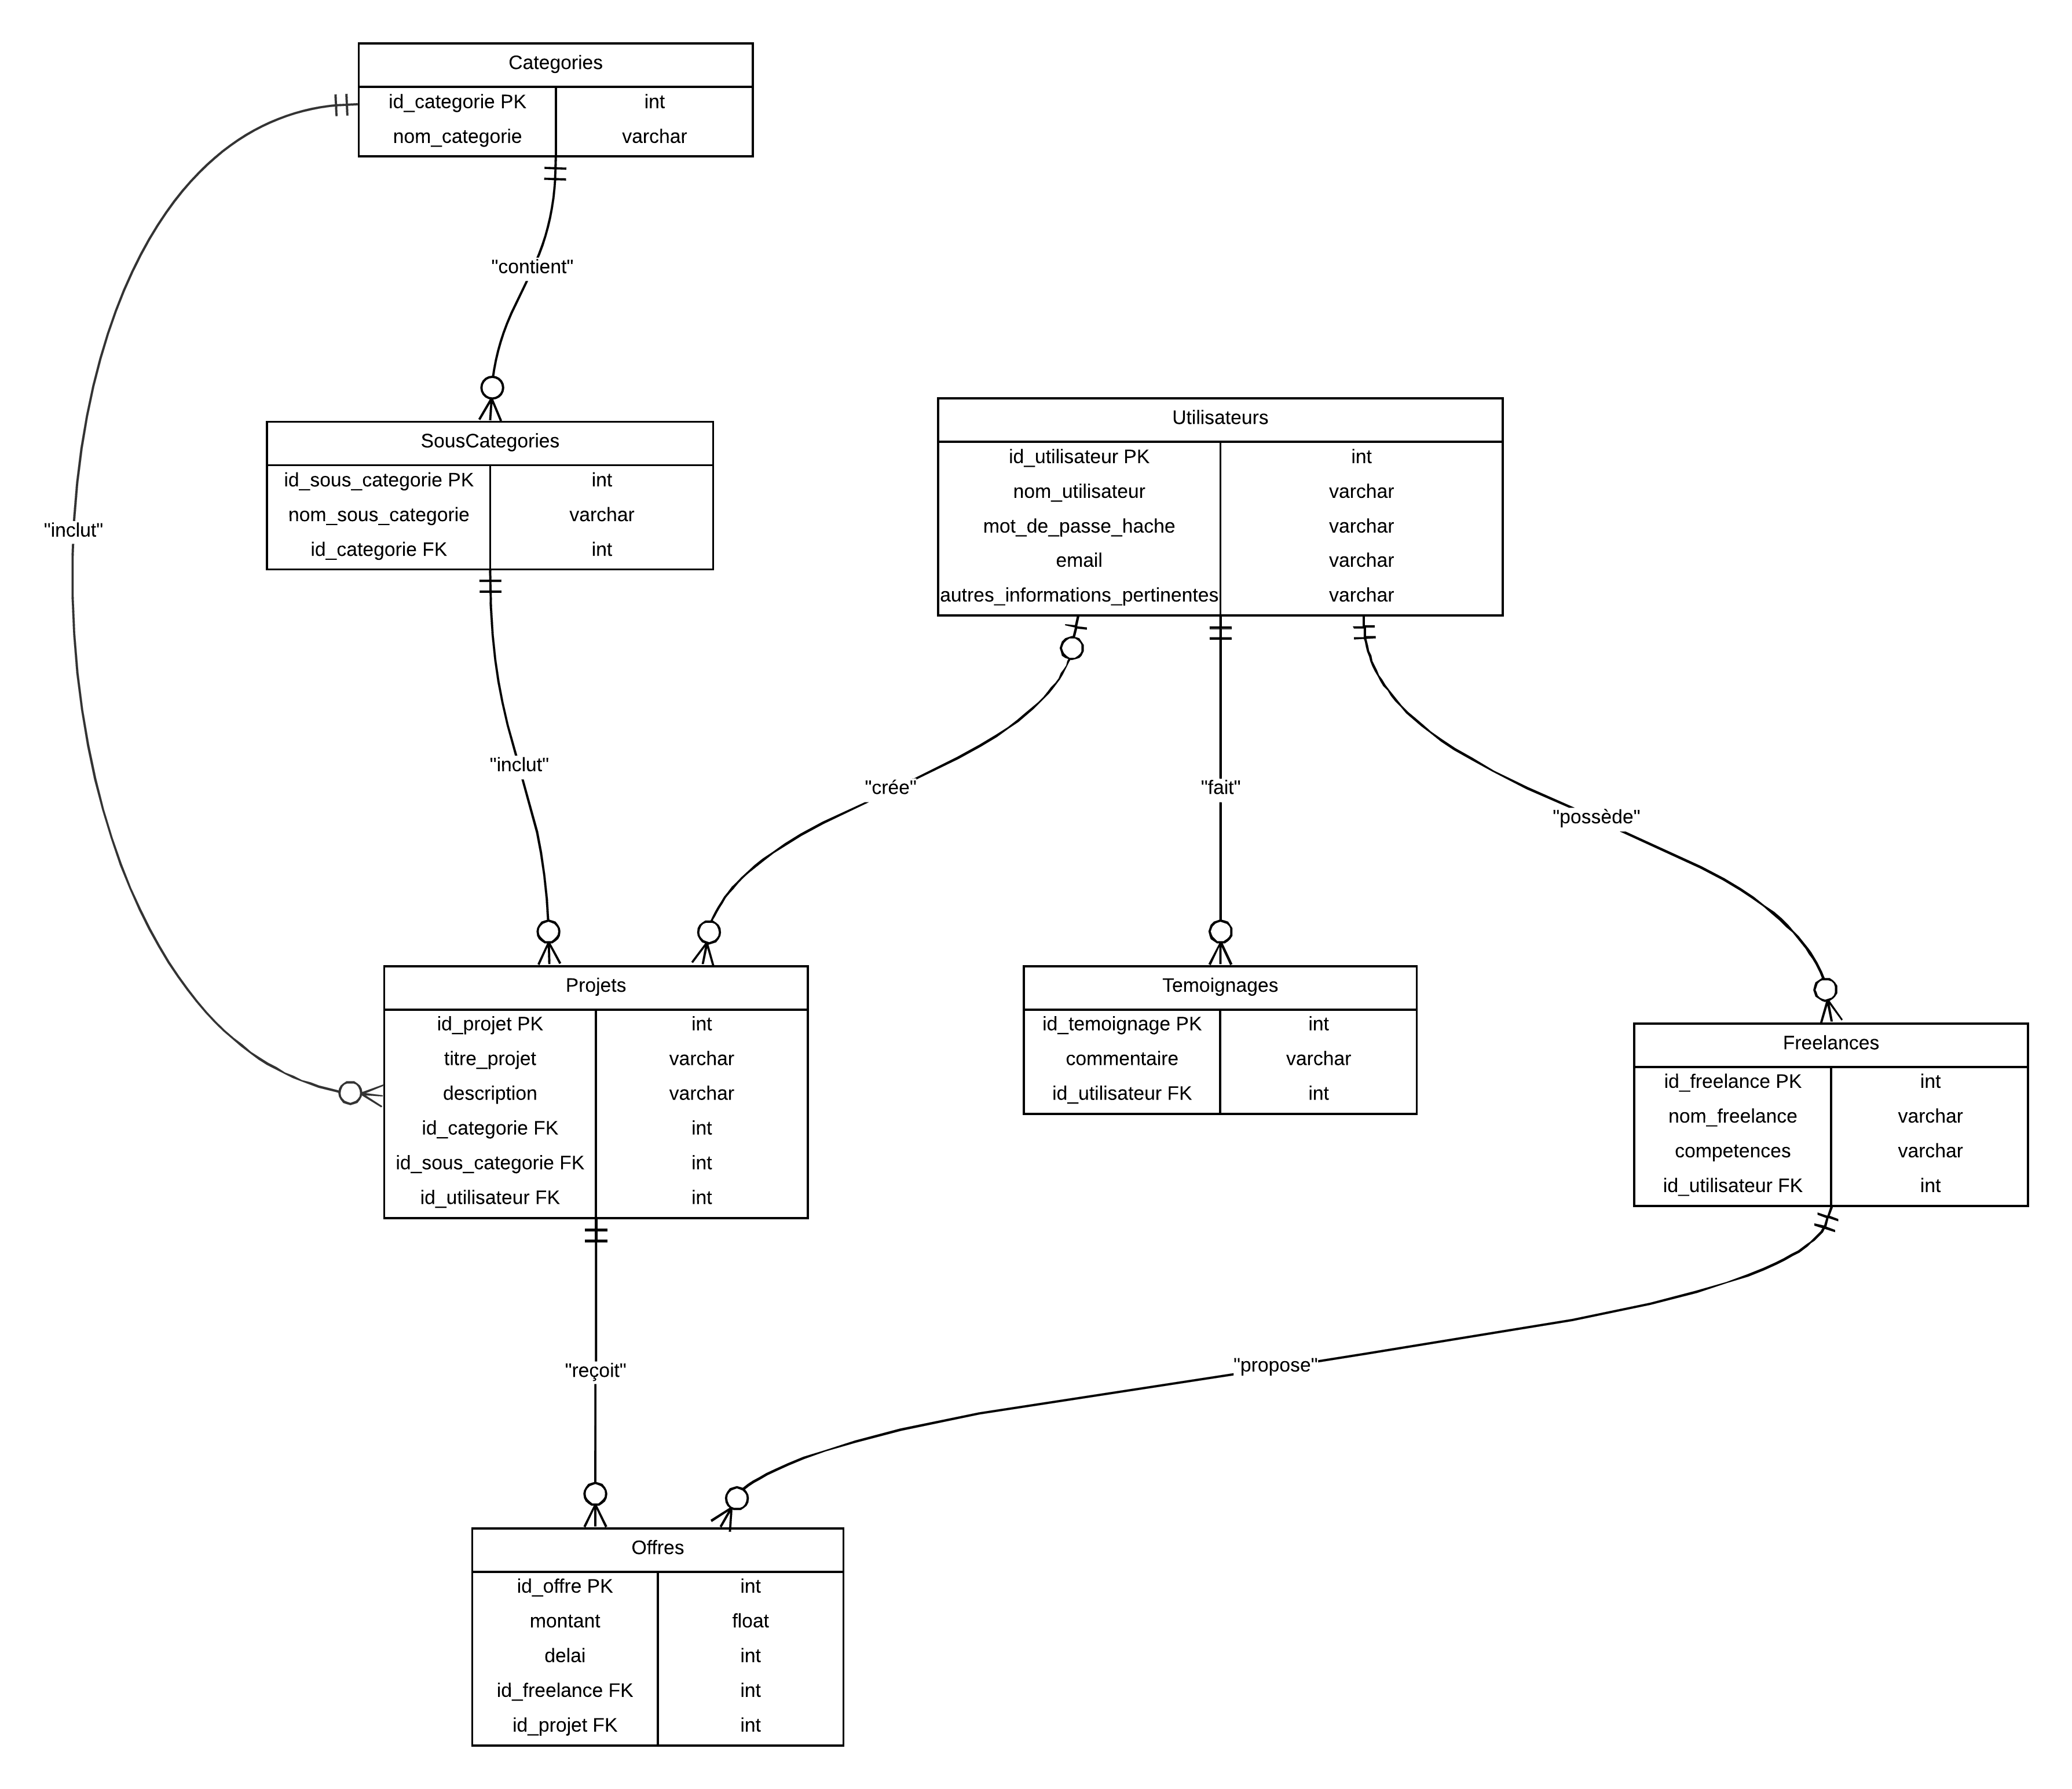 Categories
id_categorie PK int
nom_categorie varchar
"contient"
SousCategories
id_sous_categorie PK int
nom_sous_categorie varchar
id_categorie FK int
"inclut"
Utilisateurs
id_utilisateur PK int
nom_utilisateur varchar
mot_de_passe_hache varchar
email varchar
autres_informations_pertinentes varchar
"inclut"
"crée"
"fait"
"possède"
Projets
id_projet PK int
titre_projet varchar
description varchar
id_categorie FK int
id_sous_categorie FK int
id_utilisateur FK int
Temoignages
id_temoignage PK int
commentaire varchar
id_utilisateur FK int
Freelances
id_freelance PK int
nom_freelance varchar
competences varchar
id_utilisateur FK int
"reçoit"
"propose"
Offres
id_offre PK int
montant float
delai int
id_freelance FK int
id_projet FK int